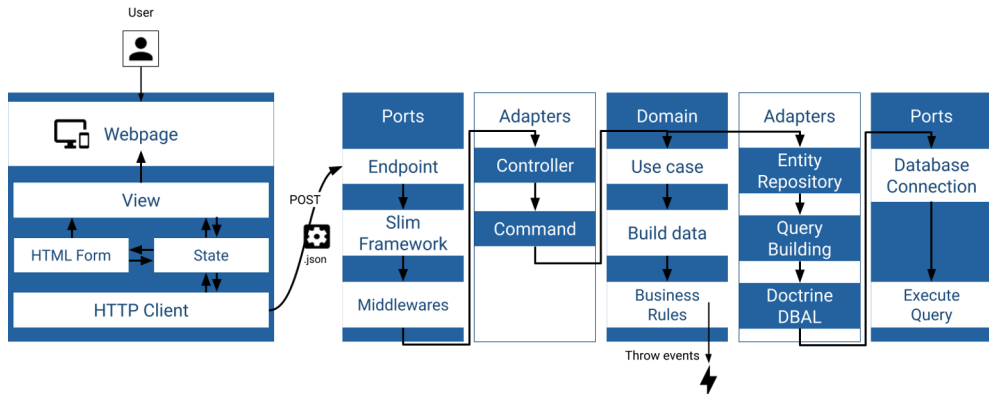 User
Webpage
View
HTML Form
State
HTTP Client
POST
.json
Ports
Endpoint
Slim
Framework
Middlewares
Adapters
Controller
Command
Domain
Use case
Build data
Business
Rules
Throw events
Adapters
Entity
Repository
Query
Building
Doctrine
DBAL
Ports
Database
Connection
Execute
Query